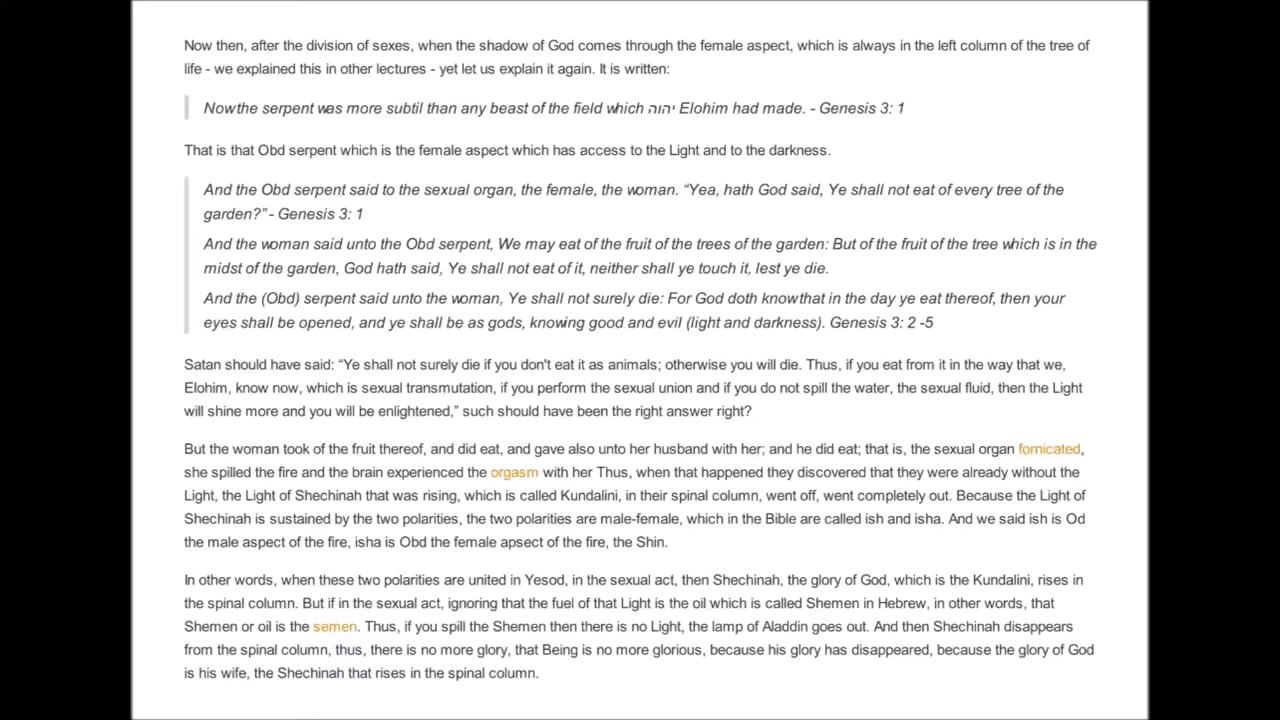 Now then, after the division of sexes, when the shadow of God comes through the female aspect, which is always in the left column of the tree of
life - we explained this in other lectures - yet let us explain it again. It is written:
Now the serpent was more subtil than any beast of the field which יהוה Elohim had made. - Genesis 3: 1
That is that Obd serpent which is the female aspect which has access to the Light and to the darkness.
And the Obd serpent said to the sexual organ, the female, the woman. “Yea, hath God said, Ye shall not eat of every tree of the
garden?” - Genesis 3: 1
And the woman said unto the Obd serpent, We may eat of the fruit of the trees of the garden: But of the fruit of the tree which is in the
midst of the garden, God hath said, Ye shall not eat of it, neither shall ye touch it, lest ye die.
And the (Obd) serpent said unto the woman, Ye shall not surely die: For God doth know that in the day ye eat thereof, then your
eyes shall be opened, and ye shall be as gods, knowing good and evil (light and darkness). Genesis 3: 2 -5
Satan should have said: “Ye shall not surely die if you don't eat it as animals; otherwise you will die. Thus, if you eat from it in the way that we,
Elohim, know now, which is sexual transmutation, if you perform the sexual union and if you do not spill the water, the sexual fluid, then the Light
will shine more and you will be enlightened,” such should have been the right answer right?
But the woman took of the fruit thereof, and did eat, and gave also unto her husband with her; and he did eat; that is, the sexual organ fornicated,
she spilled the fire and the brain experienced the orgasm with her Thus, when that happened they discovered that they were already without the
Light, the Light of Shechinah that was rising, which is called Kundalini, in their spinal column, went off, went completely out. Because the Light of
Shechinah is sustained by the two polarities, the two polarities are male-female, which in the Bible are called ish and isha. And we said ish is Od
the male aspect of the fire, isha is Obd the female apsect of the fire, the Shin.
In other words, when these two polarities are united in Yesod, in the sexual act, then Shechinah, the glory of God, which is the Kundalini, rises in
the spinal column. But if in the sexual act, ignoring that the fuel of that Light is the oil which is called Shemen in Hebrew, in other words, that
Shemen or oil is the semen. Thus, if you spill the Shemen then there is no Light, the lamp of Aladdin goes out. And then Shechinah disappears
from the spinal column, thus, there is no more glory, that Being is no more glorious, because his glory has disappeared, because the glory of God
is his wife, the Shechinah that rises in the spinal column.